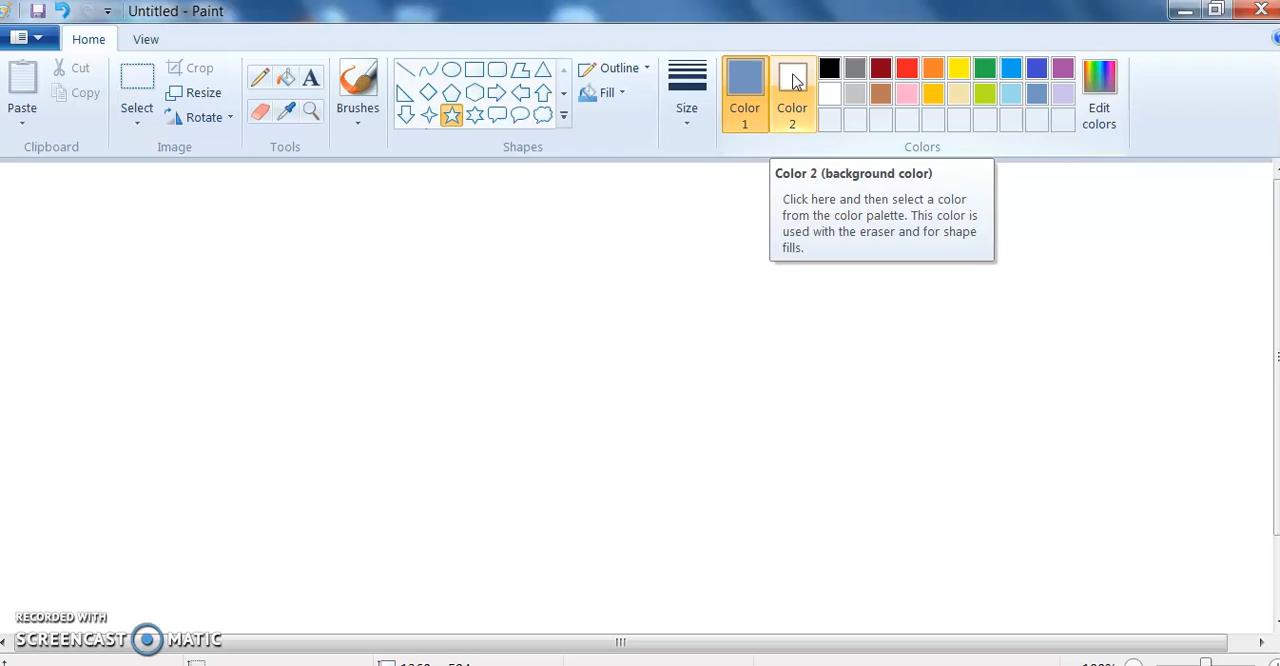 Untitled - Paint
Home View
Paste
Cut
Copy
Clipboard
Select
Crop
Resize
Rotate
Image
A
Tools
Brushes
Outline
Fill
Shapes
Size
Color 1
Color 2
Edit colors
Colors
Color 2 (background color)
Click here and then select a color
from the color palette. This color is
used with the eraser and for shape
fills.
RECORDED WITH
SCREENCAST MATIC